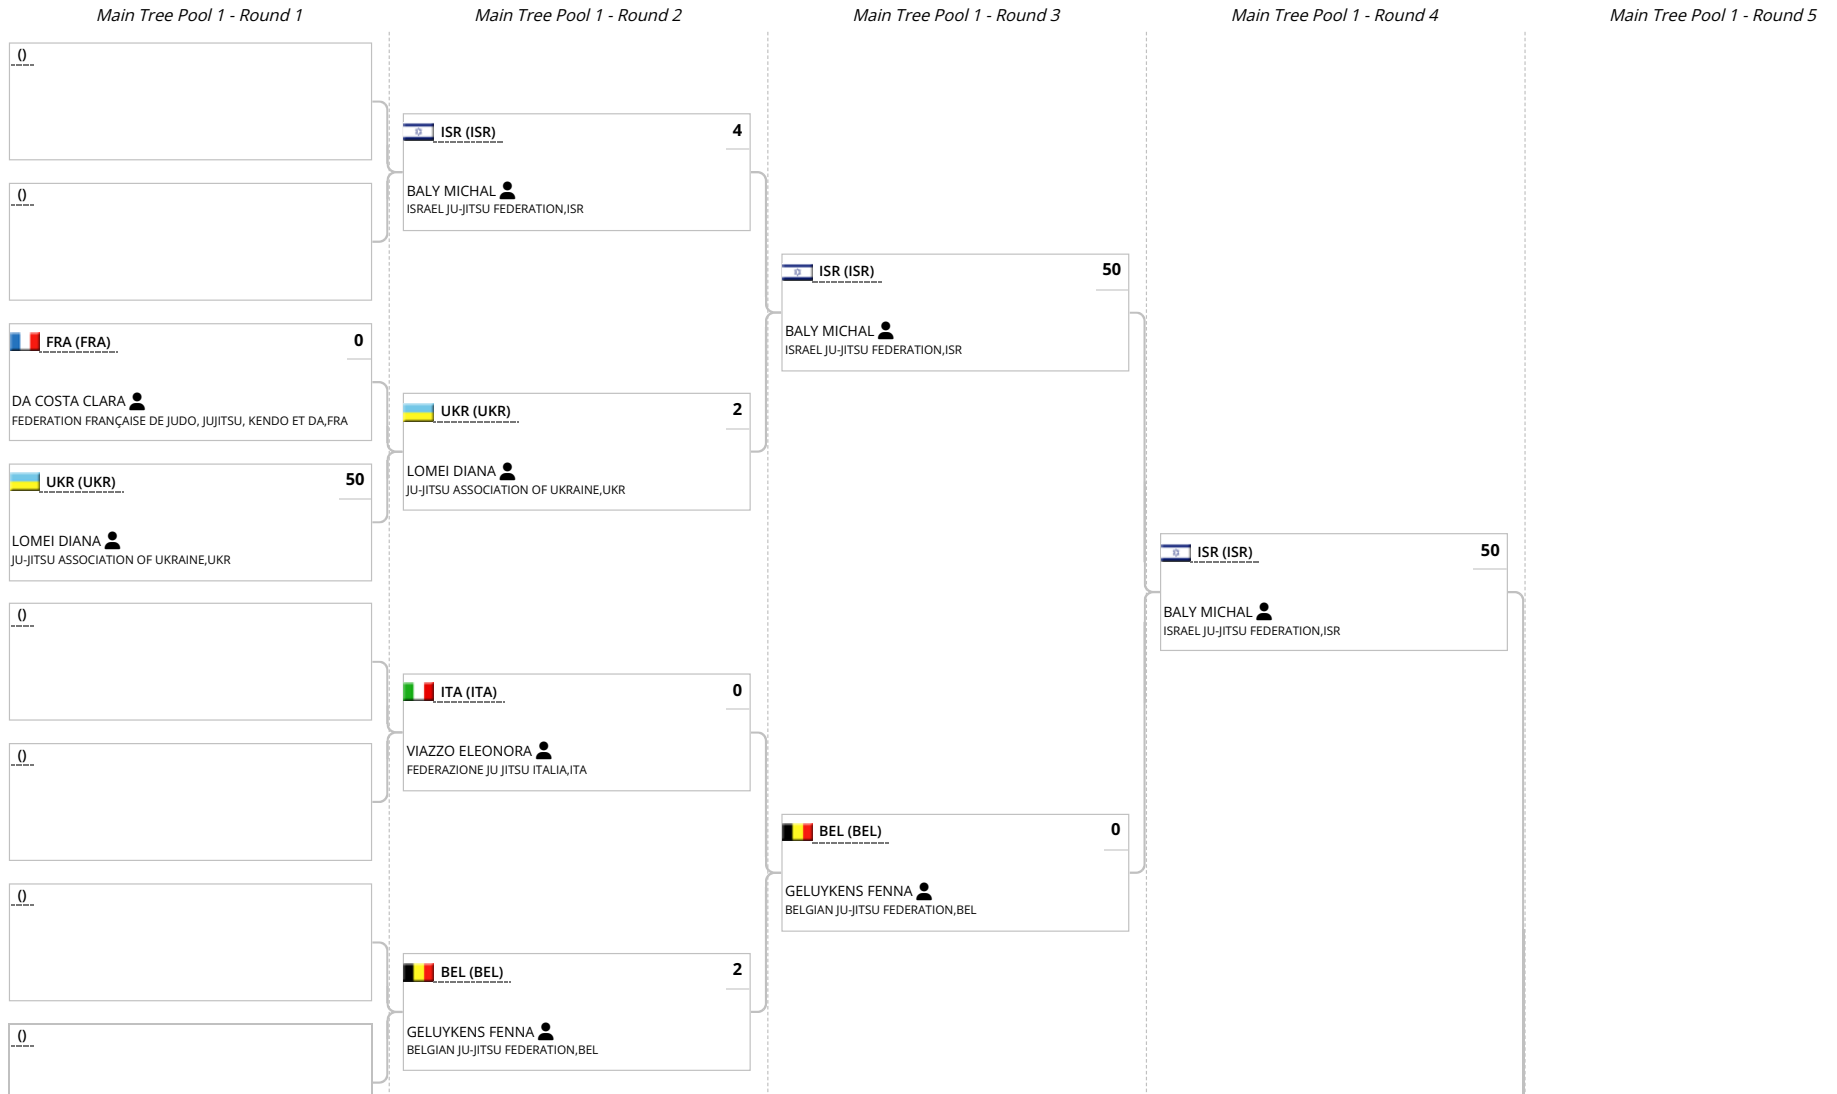 Main Tree Pool 1 - Round 1
Main Tree Pool 1 - Round 2
Main Tree Pool 1 - Round 3
Main Tree Pool 1 - Round 4
Main Tree Pool 1 - Round 5
()
()
FRA (FRA) 0
DA COSTA CLARA
FEDERATION FRANÇAISE DE JUDO, JUJITSU, KENDO ET DA,FRA
UKR (UKR) 50
LOMEI DIANA
JU-JITSU ASSOCIATION OF UKRAINE,UKR
()
()
()
()
ISR (ISR) 4
BALY MICHAL
ISRAEL JU-JITSU FEDERATION,ISR
UKR (UKR) 2
LOMEI DIANA
JU-JITSU ASSOCIATION OF UKRAINE,UKR
ITA (ITA) 0
VIAZZO ELEONORA
FEDERAZIONE JU JITSU ITALIA,ITA
BEL (BEL) 2
GELUYKENS FENNA
BELGIAN JU-JITSU FEDERATION,BEL
ISR (ISR) 50
BALY MICHAL
ISRAEL JU-JITSU FEDERATION,ISR
BEL (BEL) 0
GELUYKENS FENNA
BELGIAN JU-JITSU FEDERATION,BEL
ISR (ISR) 50
BALY MICHAL
ISRAEL JU-JITSU FEDERATION,ISR